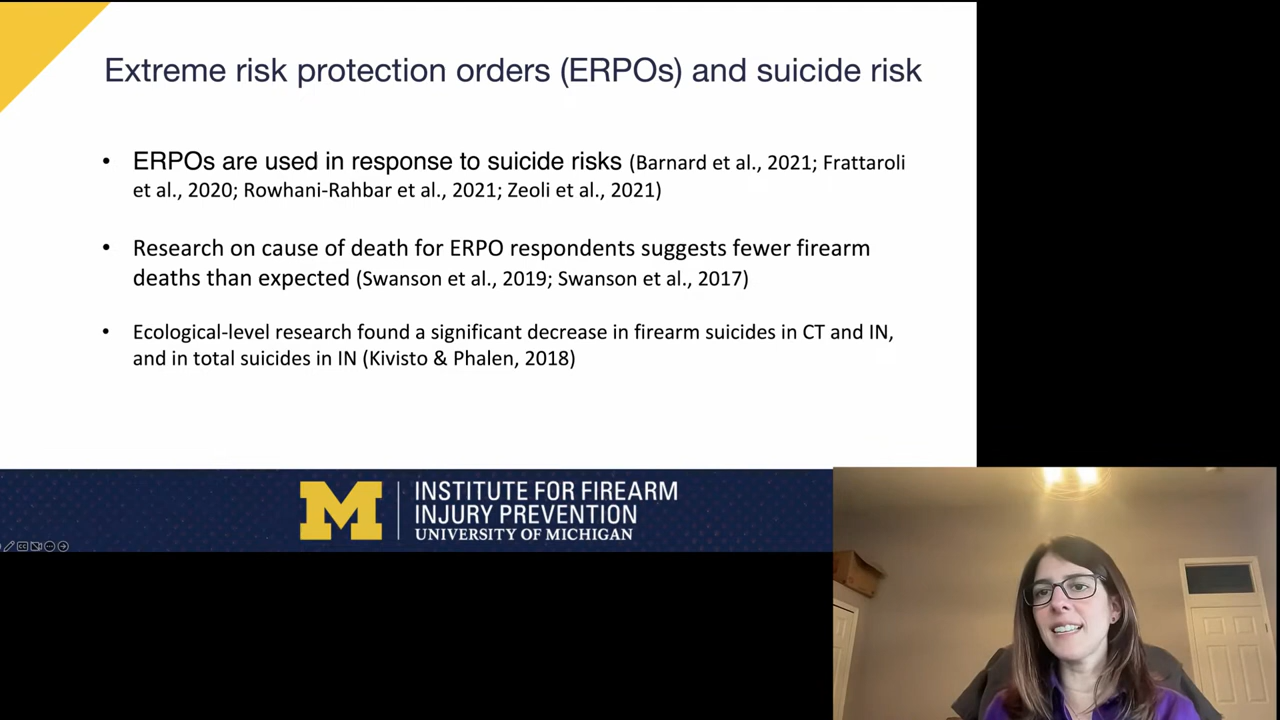 Extreme risk protection orders (ERPOs) and suicide risk
• ERPOs are used in response to suicide risks (Barnard et al., 2021; Frattaroli
et al., 2020; Rowhani-Rahbar et al., 2021; Zeoli et al., 2021)
• Research on cause of death for ERPO respondents suggests fewer firearm
deaths than expected (Swanson et al., 2019; Swanson et al., 2017)
• Ecological-level research found a significant decrease in firearm suicides in CT and IN,
and in total suicides in IN (Kivisto & Phalen, 2018)
M
INSTITUTE FOR FIREARM
INJURY PREVENTION
UNIVERSITY OF MICHIGAN